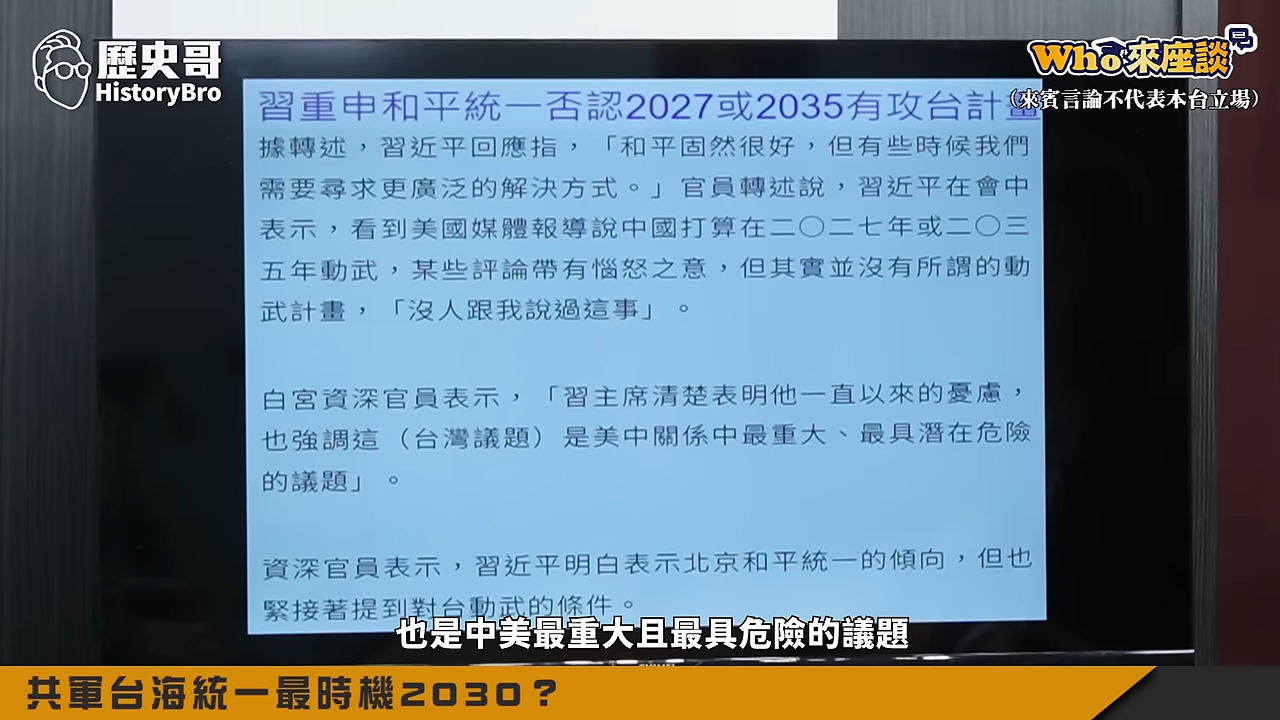 歷史哥
HistoryBro
Who來座談
（來賓言論不代表本台立場）
習重申和平統一否認2027或2035有攻台計畫
據轉述，習近平回應指，「和平固然很好，但有些時候我們
需要尋求更廣泛的解決方式。」官員轉述說，習近平在會中
表示，看到美國媒體報導說中國打算在二〇二七年或二〇三
五年動武，某些評論帶有惱怒之意，但其實並沒有所謂的動
武計畫，「沒人跟我說過這事」。
白宮資深官員表示，「習主席清楚表明他一直以來的憂慮，
也強調這（台灣議題）是美中關係中最重大、最具潛在危險
的議題」。
資深官員表示，習近平明白表示北京和平統一的傾向，但也
緊接著提到對台動武的條件。
也是中美最重大且最具危險的議題
共軍台海統一最時機2030？